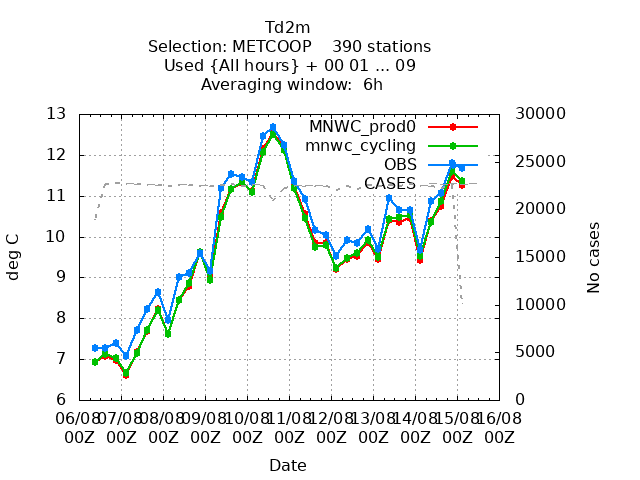 Td2m
Selection: METCOOP    390 stations
Used {All hours} + 00 01 ... 09
Averaging window:  6h
13
12
11
10
9
8
7
6
30000
25000
20000
15000
10000
5000
0
MNWC_prod0
mnwc_cycling
OBS
CASES
deg C
No cases
06/08 07/08 08/08 09/08 10/08 11/08 12/08 13/08 14/08 15/08 16/08
00Z 00Z 00Z 00Z 00Z 00Z 00Z 00Z 00Z 00Z 00Z
Date